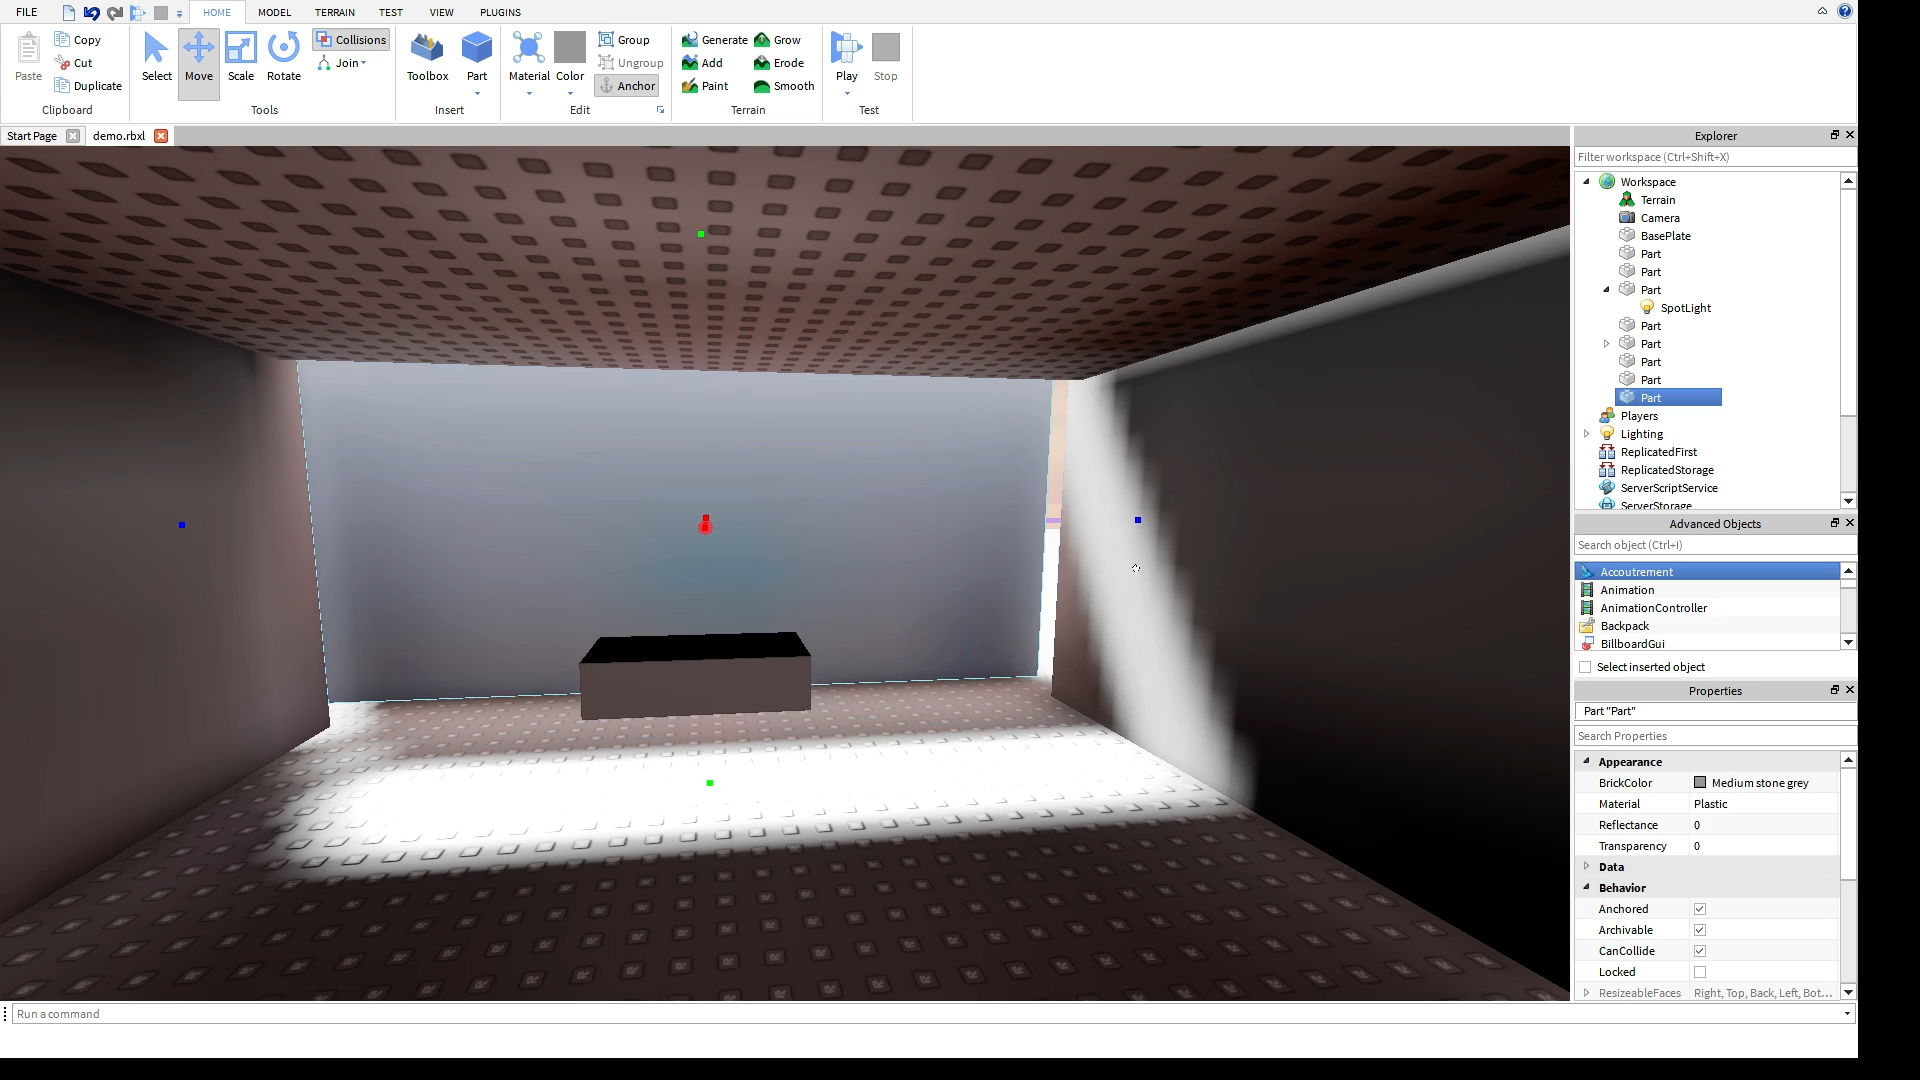 FILE HOME MODEL TERRAIN TEST VIEW PLUGINS
Paste Copy Cut Duplicate Clipboard
Select Move Scale Rotate Collisions Join Tools
Toolbox Part Insert
Material Color Group Ungroup Anchor Edit
Generate Grow Add Erode Paint Smooth Terrain
Play Stop Test
Start Page demo.rbxl
Explorer
Filter workspace (Ctrl+Shift+X)
Workspace
Terrain
Camera
BasePlate
Part
Part
Part
SpotLight
Part
Part
Part
Part
Part
Players
Lighting
ReplicatedFirst
ReplicatedStorage
ServerScriptService
ServerStorage
Advanced Objects
Search object (Ctrl+I)
Accoutrement
Animation
AnimationController
Backpack
BillboardGui
Select inserted object
Properties
Part "Part"
Search Properties
Appearance
BrickColor Medium stone grey
Material Plastic
Reflectance 0
Transparency 0
Data
Behavior
Anchored
Archivable
CanCollide
Locked
ResizeableFaces Right, Top, Back, Left, Bot...
Run a command